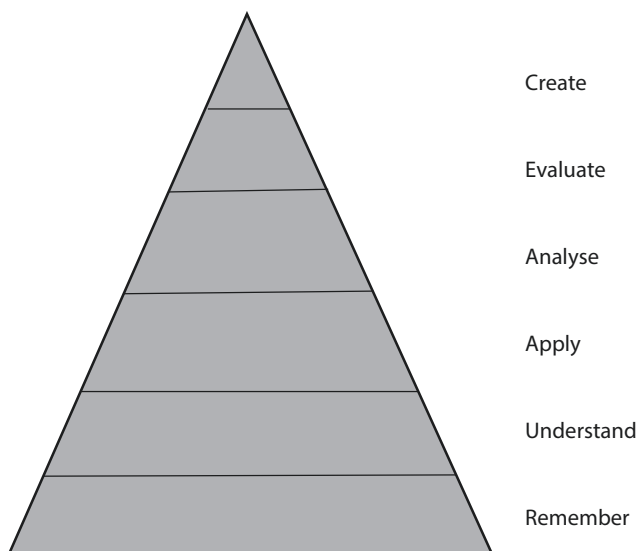 Create
Evaluate
Analyse
Apply
Understand
Remember